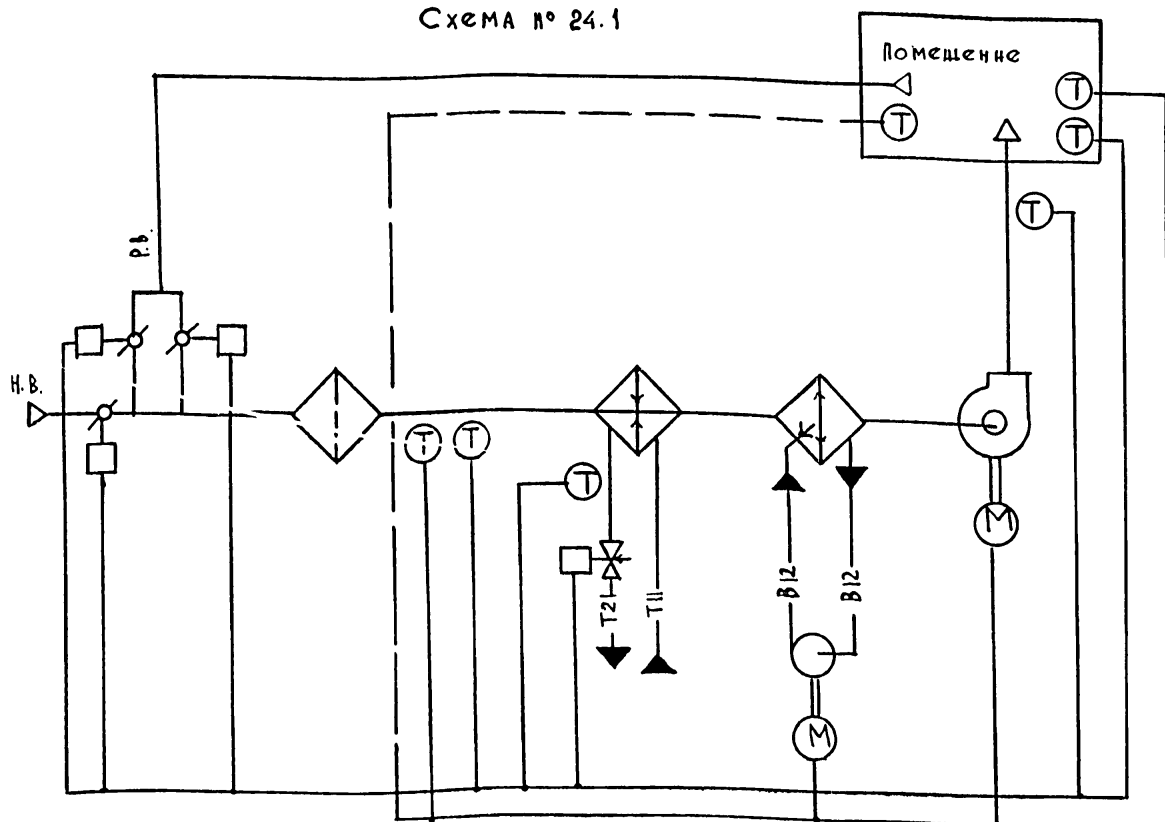 Схема № 24.1
Помещение
Т
Т
Т
Т
Р.В.
Н.В.
Т
Т
Т
М
В12
В12
Т21
Т11
М